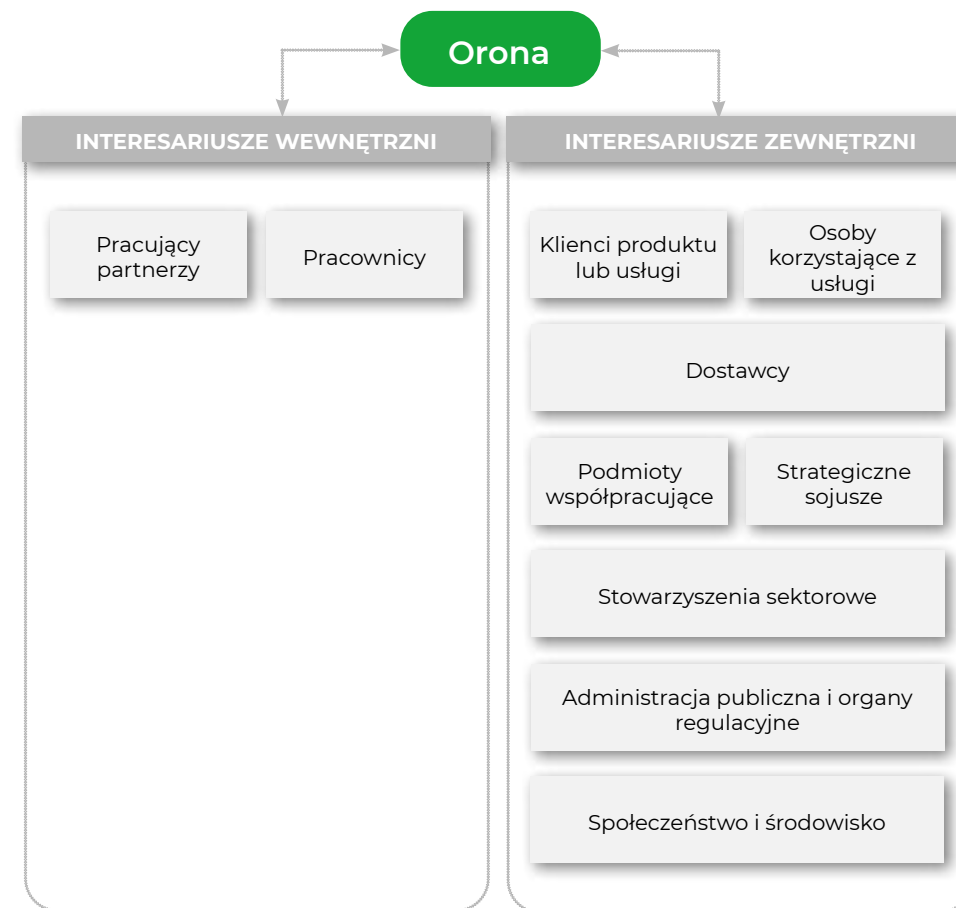 Orona
INTERESARIUSZE WEWNĘTRZNI
Pracujący
partnerzy
Pracownicy
INTERESARIUSZE ZEWNĘTRZNI
Klienci produktu
lub usługi
Osoby
korzystające z
usługi
Dostawcy
Podmioty
współpracujące
Strategiczne
sojusze
Stowarzyszenia sektorowe
Administracja publiczna i organy
regulacyjne
Społeczeństwo i środowisko